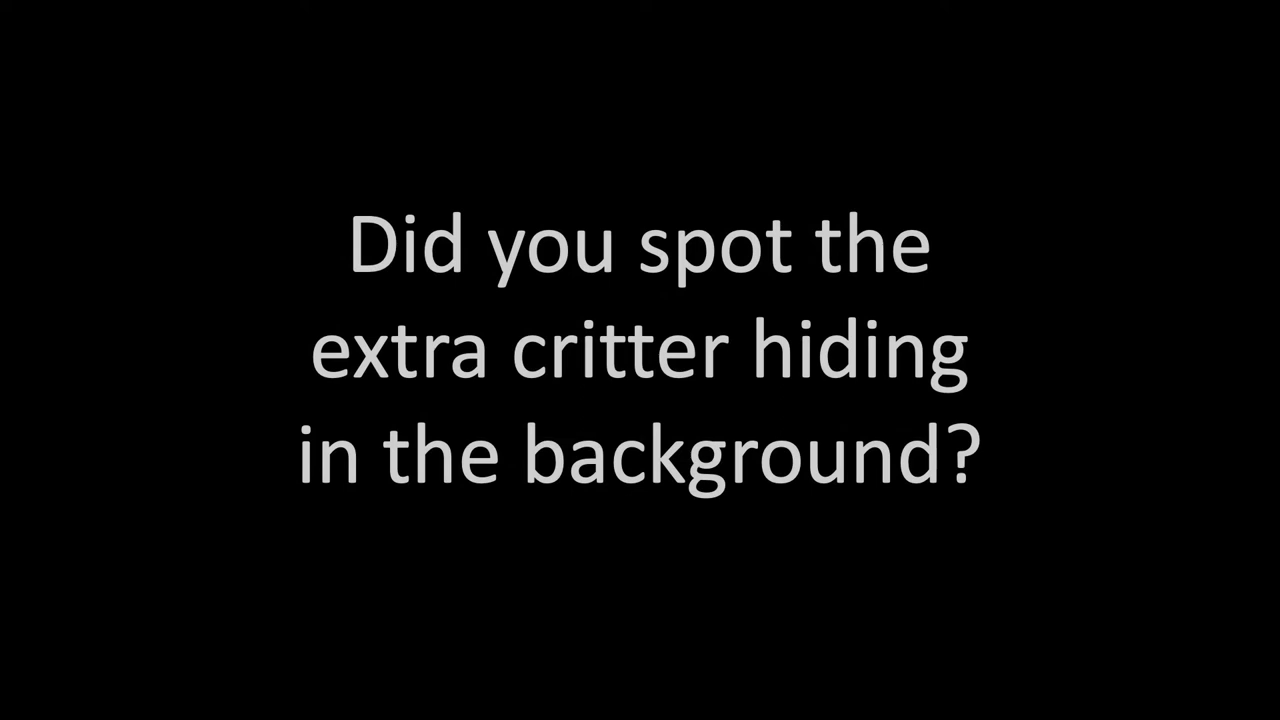 Did you spot the
extra critter hiding
in the background?